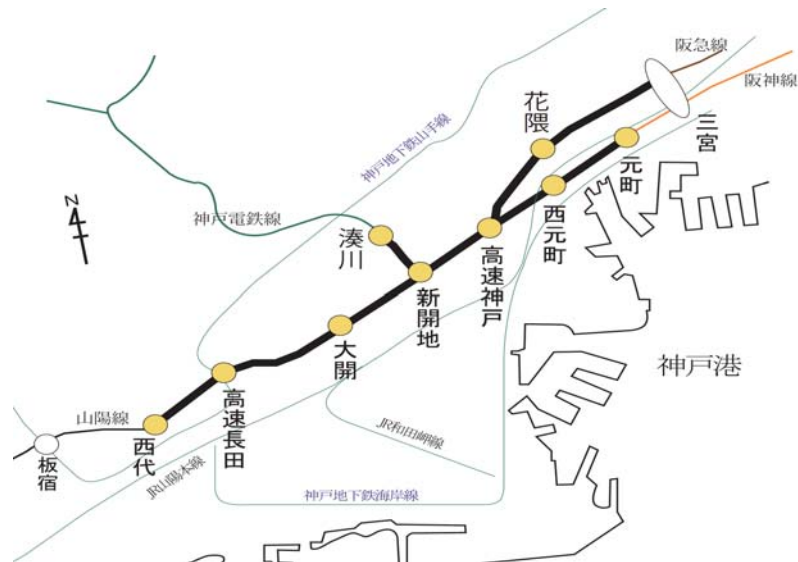 阪急線
阪神線
花隈
三宮
神戸地下鉄山手線
元町
西元町
N
神戸電鉄線
湊川
高速神戸
新開地
神戸港
大開
高速長田
山陽線
西代
板宿
JR和田岬線
JR山陽本線
神戸地下鉄海岸線